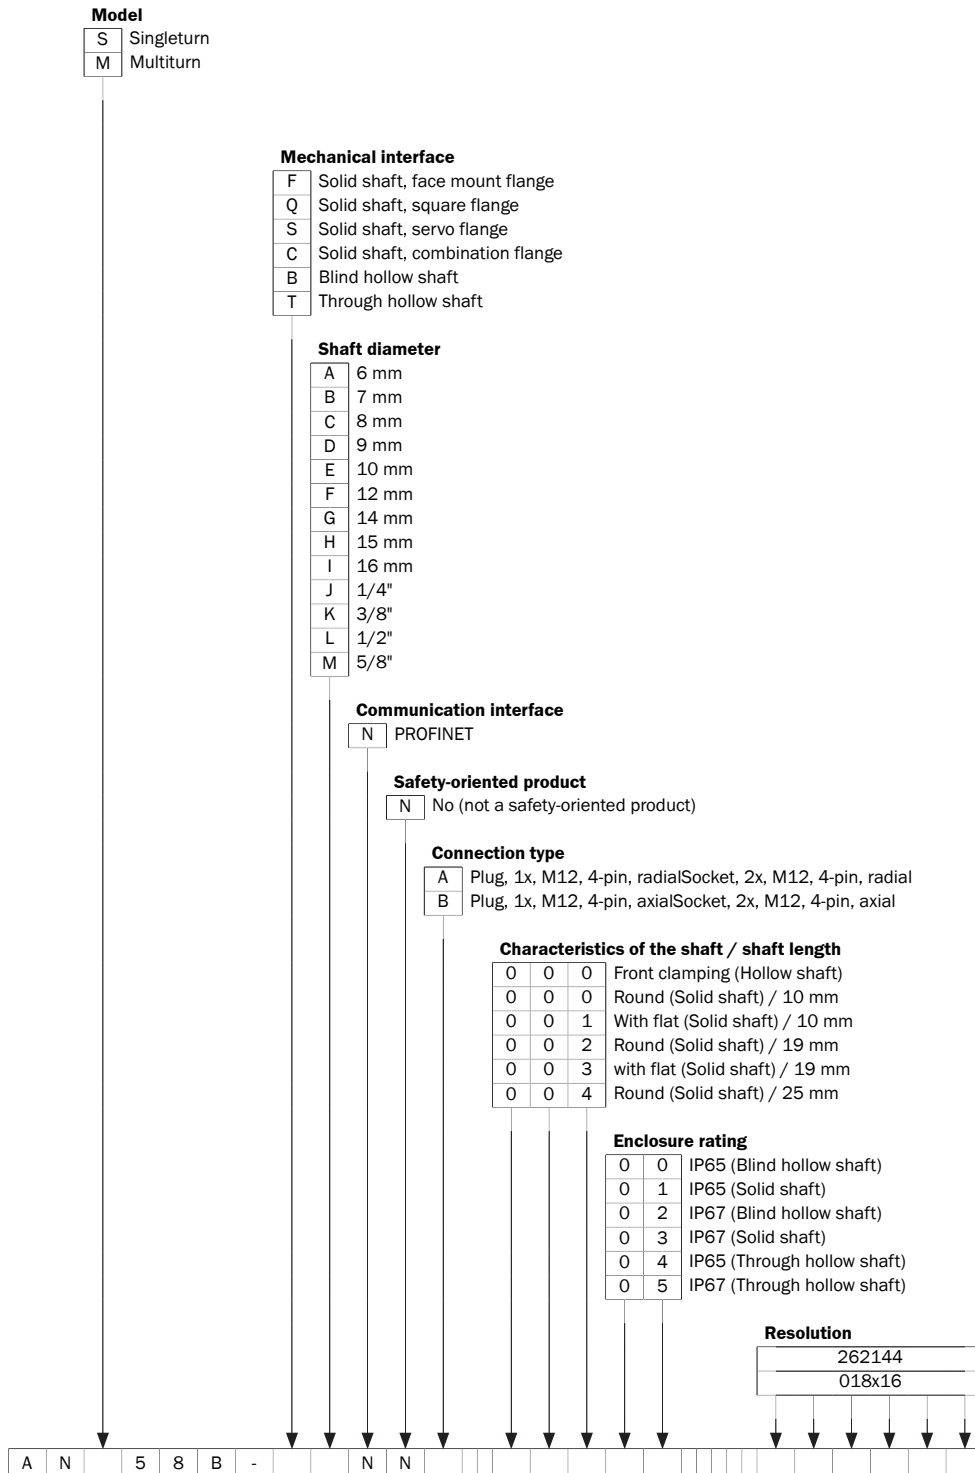 Model
S Singleturn
M Multiturn
Mechanical interface
F Solid shaft, face mount flange
Q Solid shaft, square flange
S Solid shaft, servo flange
C Solid shaft, combination flange
B Blind hollow shaft
T Through hollow shaft
Shaft diameter
A 6 mm
B 7 mm
C 8 mm
D 9 mm
E 10 mm
F 12 mm
G 14 mm
H 15 mm
I 16 mm
J 1/4"
K 3/8"
L 1/2"
M 5/8"
Communication interface
N PROFINET
Safety-oriented product
N No (not a safety-oriented product)
Connection type
A Plug, 1x, M12, 4-pin, radialSocket, 2x, M12, 4-pin, radial
B Plug, 1x, M12, 4-pin, axialSocket, 2x, M12, 4-pin, axial
Characteristics of the shaft / shaft length
0 0 0 Front clamping (Hollow shaft)
0 0 0 Round (Solid shaft) / 10 mm
0 0 1 With flat (Solid shaft) / 10 mm
0 0 2 Round (Solid shaft) / 19 mm
0 0 3 with flat (Solid shaft) / 19 mm
0 0 4 Round (Solid shaft) / 25 mm
Enclosure rating
0 0 IP65 (Blind hollow shaft)
0 1 IP65 (Solid shaft)
0 2 IP67 (Blind hollow shaft)
0 3 IP67 (Solid shaft)
0 4 IP65 (Through hollow shaft)
0 5 IP67 (Through hollow shaft)
Resolution
262144
018x16
A N 5 8 B - N N